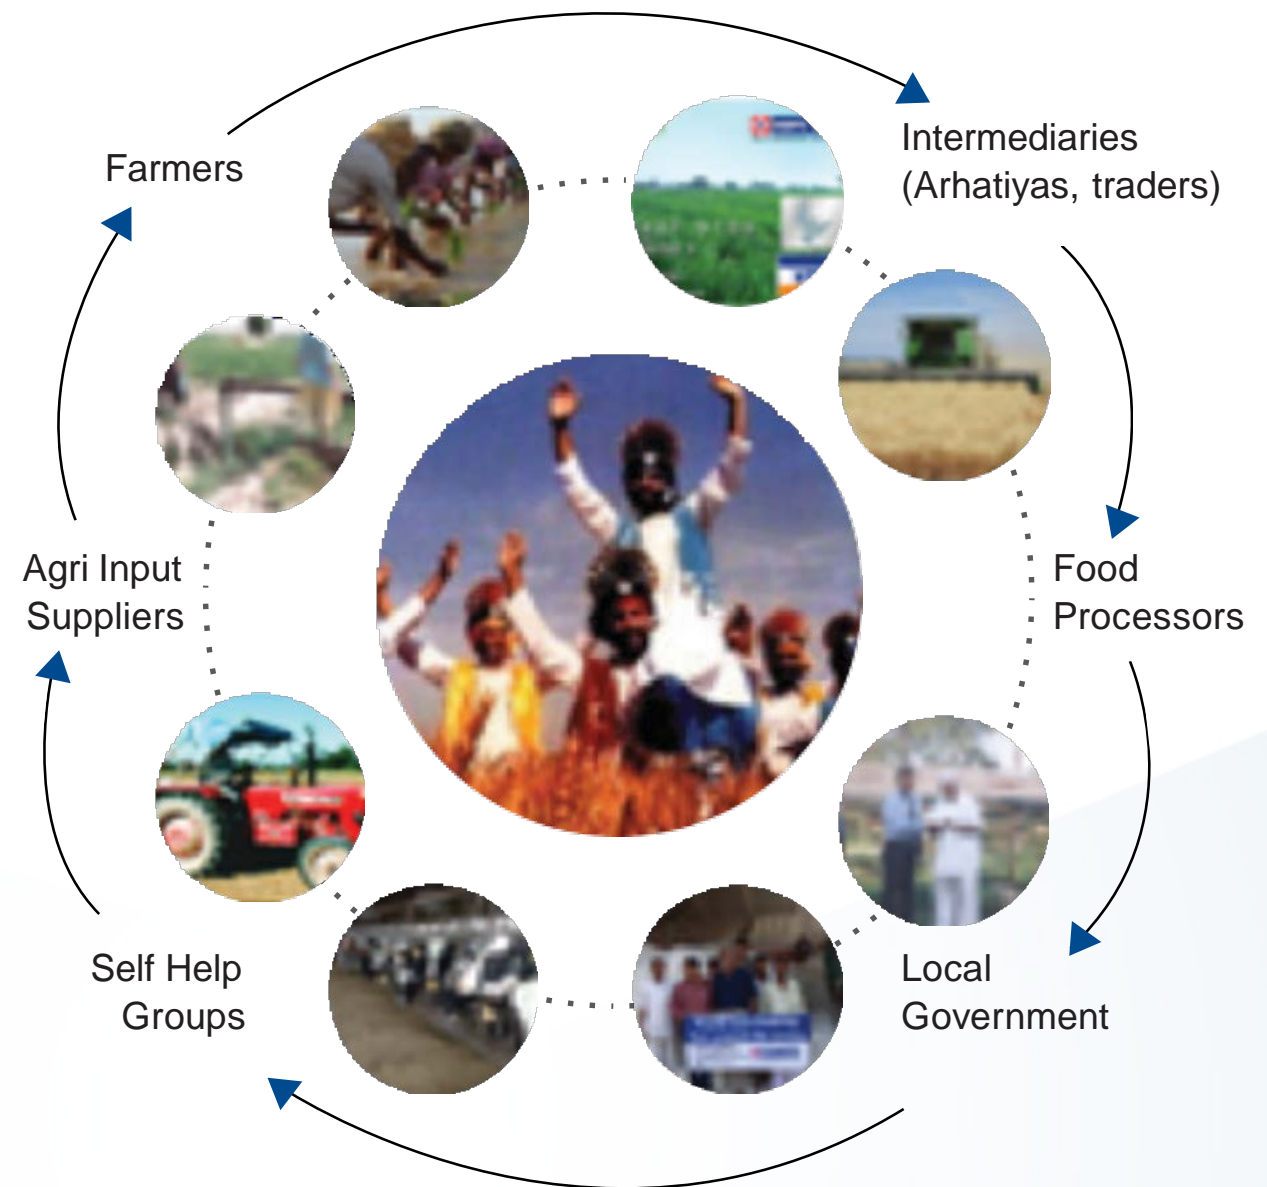 Farmers
Intermediaries
(Arhatiyas, traders)
Food
Processors
Local
Government
Self Help
Groups
Agri Input
Suppliers